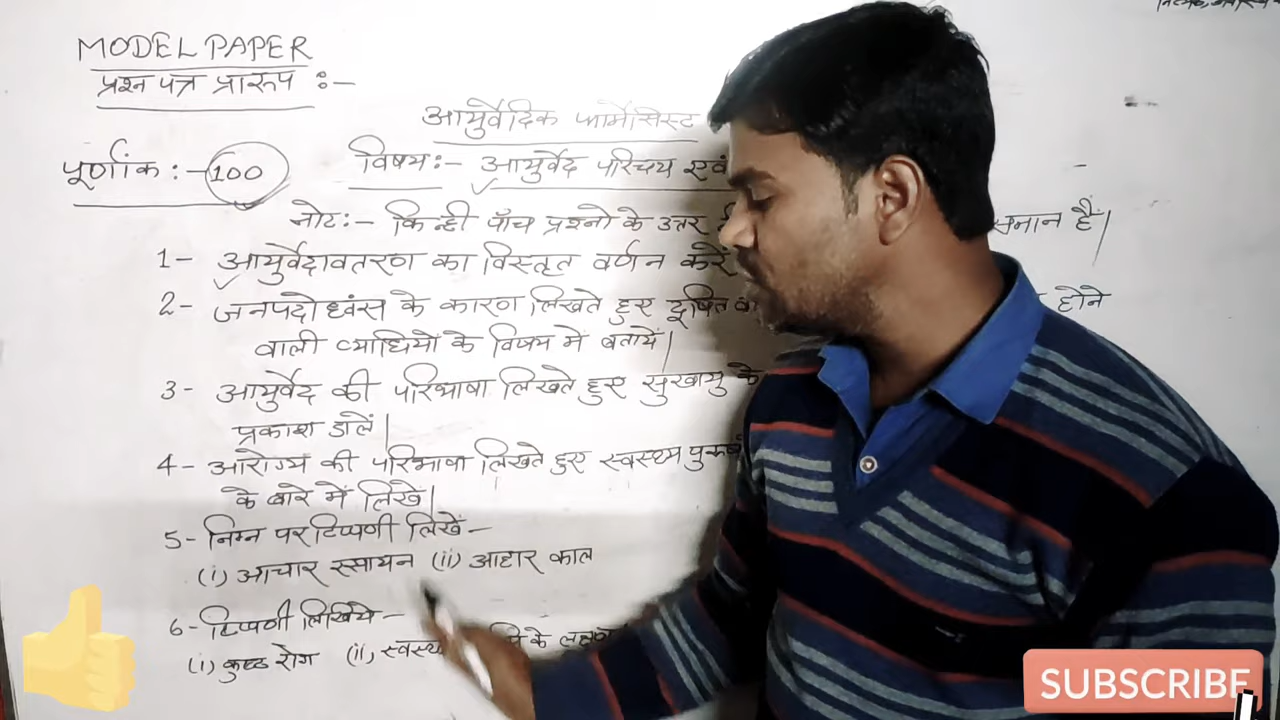 MODEL PAPER
प्रश्न पत्र प्रारूप :-
आयुर्वेदिक फार्मेसिस्ट
पूर्णांक :- 100
विषय :- आयुर्वेद परिचय एवं
नोट :- किन्ही पाँच प्रश्नो के उत्तर समान हैं|
1- आयुर्वेदावतरण का विस्तृत वर्णन करें
2- जनपदोध्वंस के कारण लिखते हुए दूषित होने
वाली व्याधियों के विषय में बतायें|
3- आयुर्वेद की परिभाषा लिखते हुए सुखायु के
प्रकाश डालें|
4- आरोग्य की परिभाषा लिखते हुए स्वस्थ्य पुरुष
के बारे में लिखें|
5- निम्न पर टिप्पणी लिखें-
(i) आचार रसायन (ii) आहार काल
6- टिप्पणी लिखिये-
(i) कुष्ठ रोग (ii) के
SUBSCRIBE